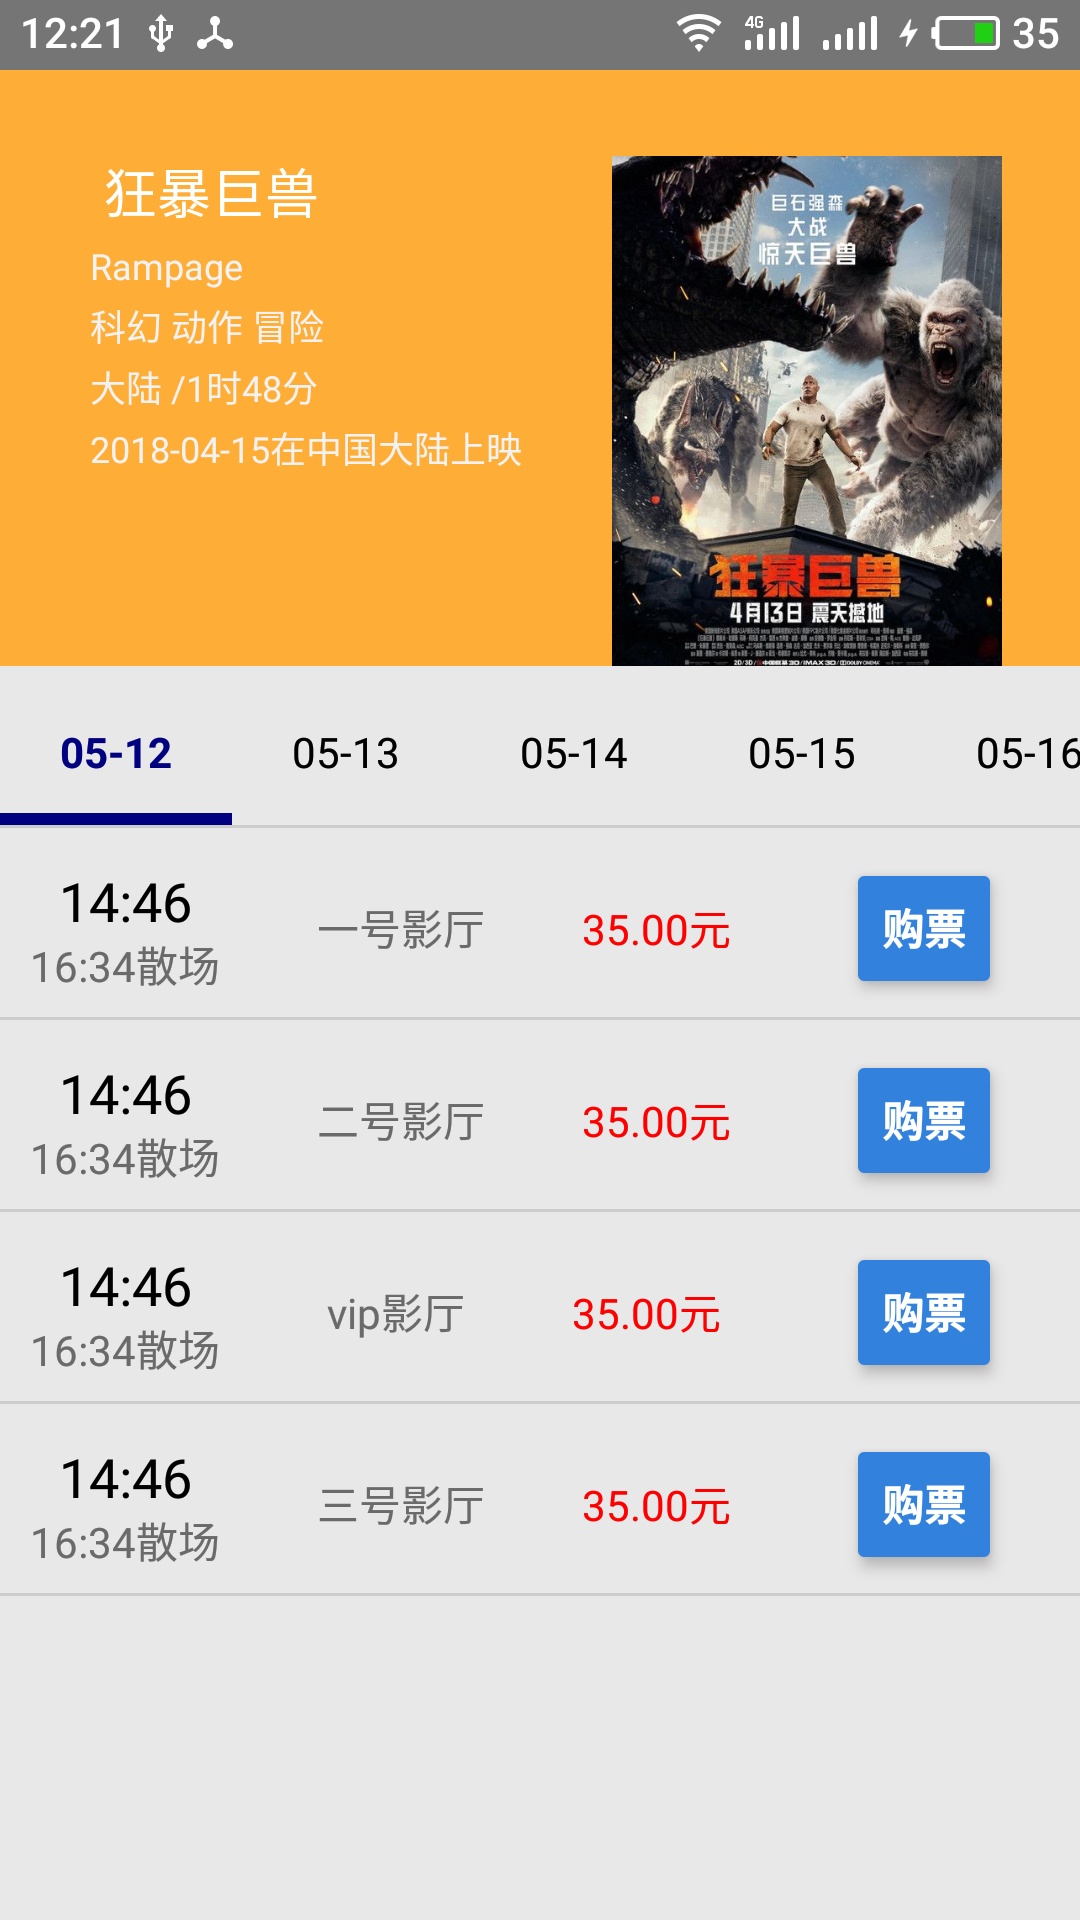 12:21
4G
35
狂暴巨兽
Rampage
科幻 动作 冒险
大陆 /1时48分
2018-04-15在中国大陆上映
巨石强森
大战
惊天巨兽
狂暴巨兽
4月13日 震天撼地
05-12 05-13 05-14 05-15 05-16
14:46
16:34散场
一号影厅
35.00元
购票
14:46
16:34散场
二号影厅
35.00元
购票
14:46
16:34散场
vip影厅
35.00元
购票
14:46
16:34散场
三号影厅
35.00元
购票